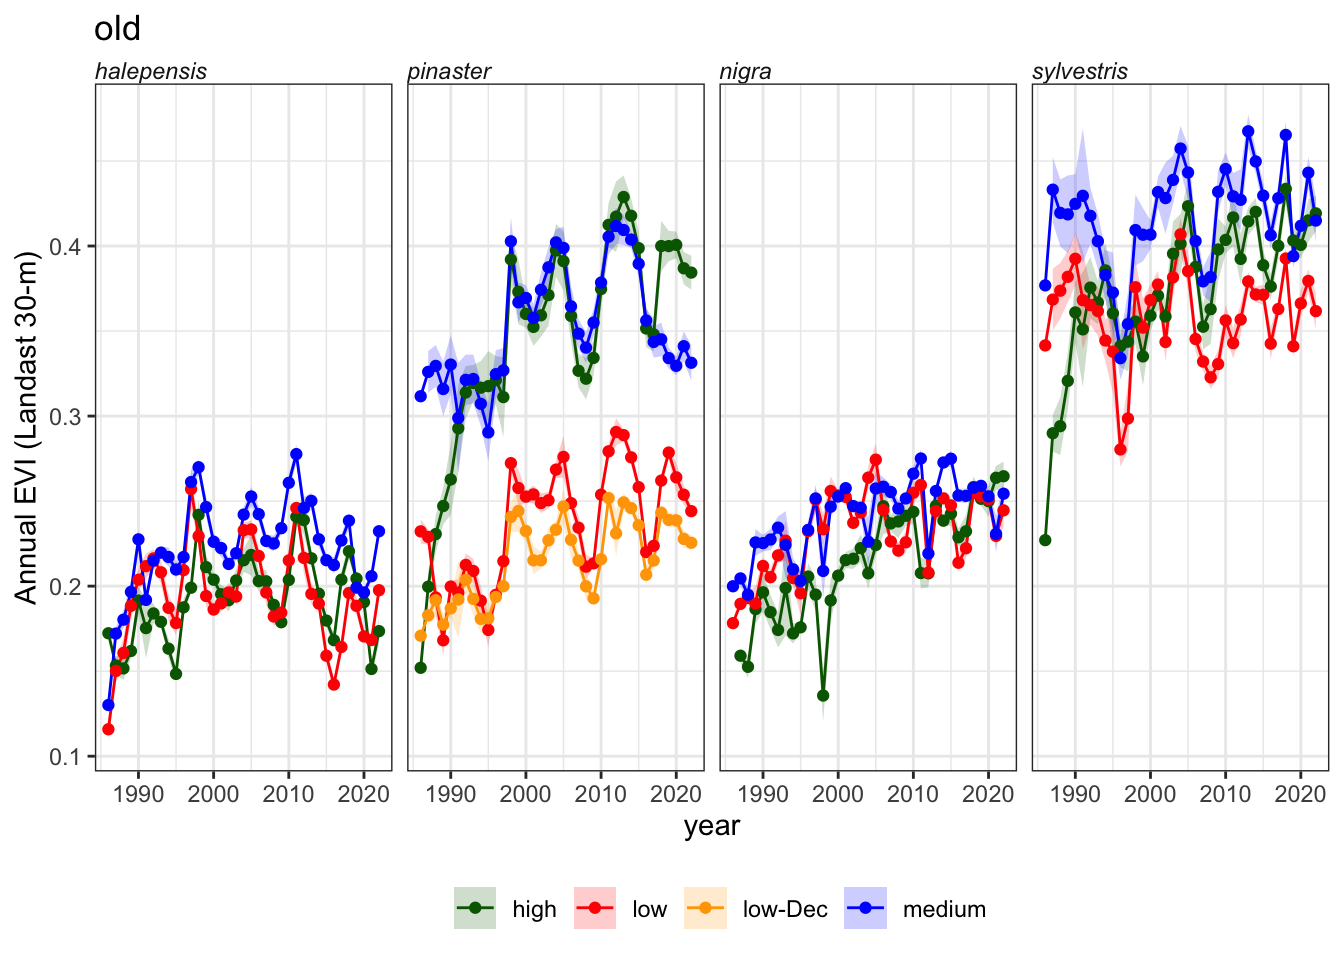 old
halepensis pinaster nigra sylvestris
Annual EVI (Landast 30-m)
0.4
0.3
0.2
0.1
1990 2000 2010 2020 1990 2000 2010 2020 1990 2000 2010 2020 1990 2000 2010 2020
year
high low low-Dec medium